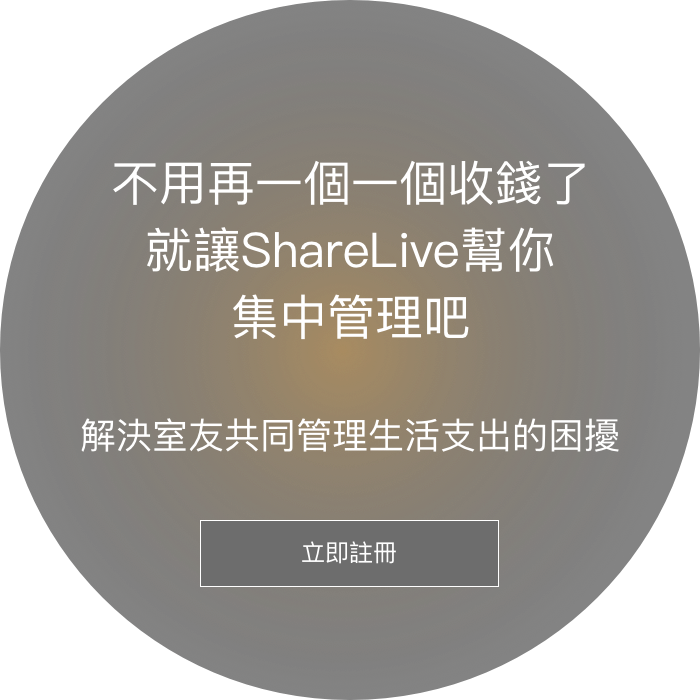 不用再一個一個收錢了
就讓ShareLive幫你
集中管理吧
解決室友共同管理生活支出的困擾
立即註冊